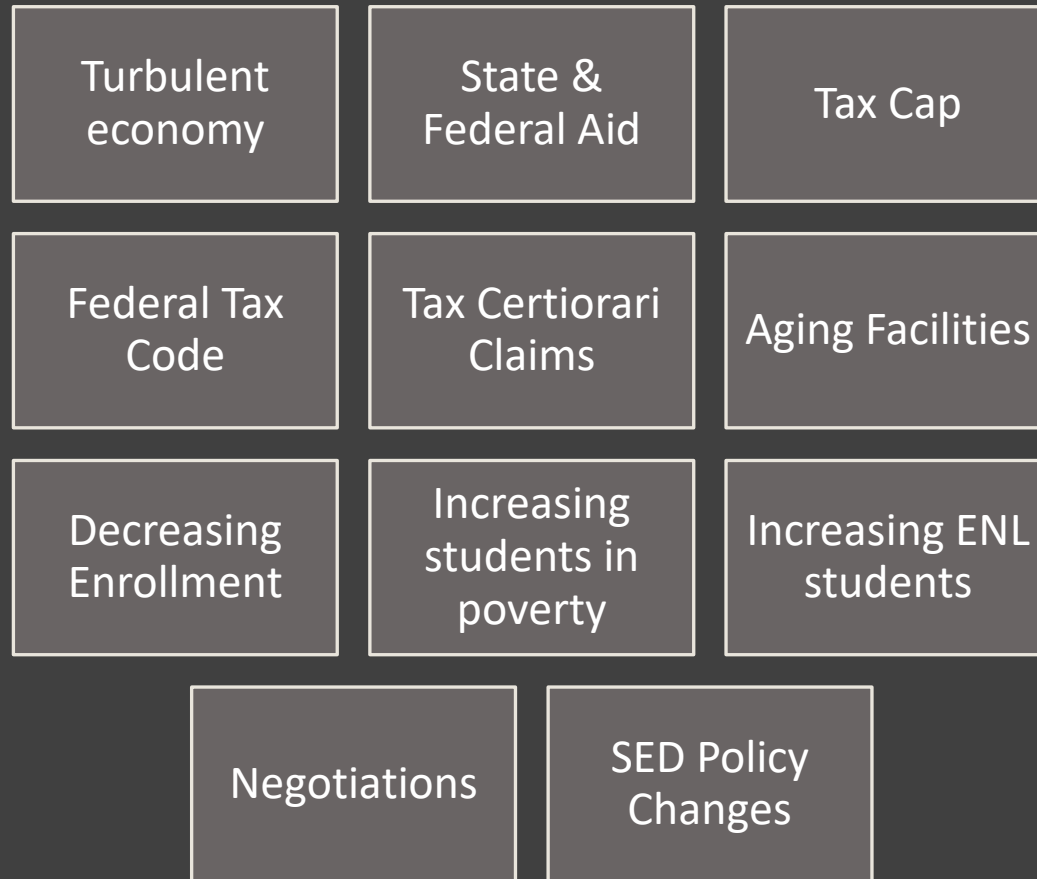 Turbulent
economy
State &
Federal Aid
Tax Cap
Federal Tax
Code
Tax Certiorari
Claims
Aging Facilities
Decreasing
Enrollment
Increasing
students in
poverty
Increasing ENL
students
Negotiations
SED Policy
Changes